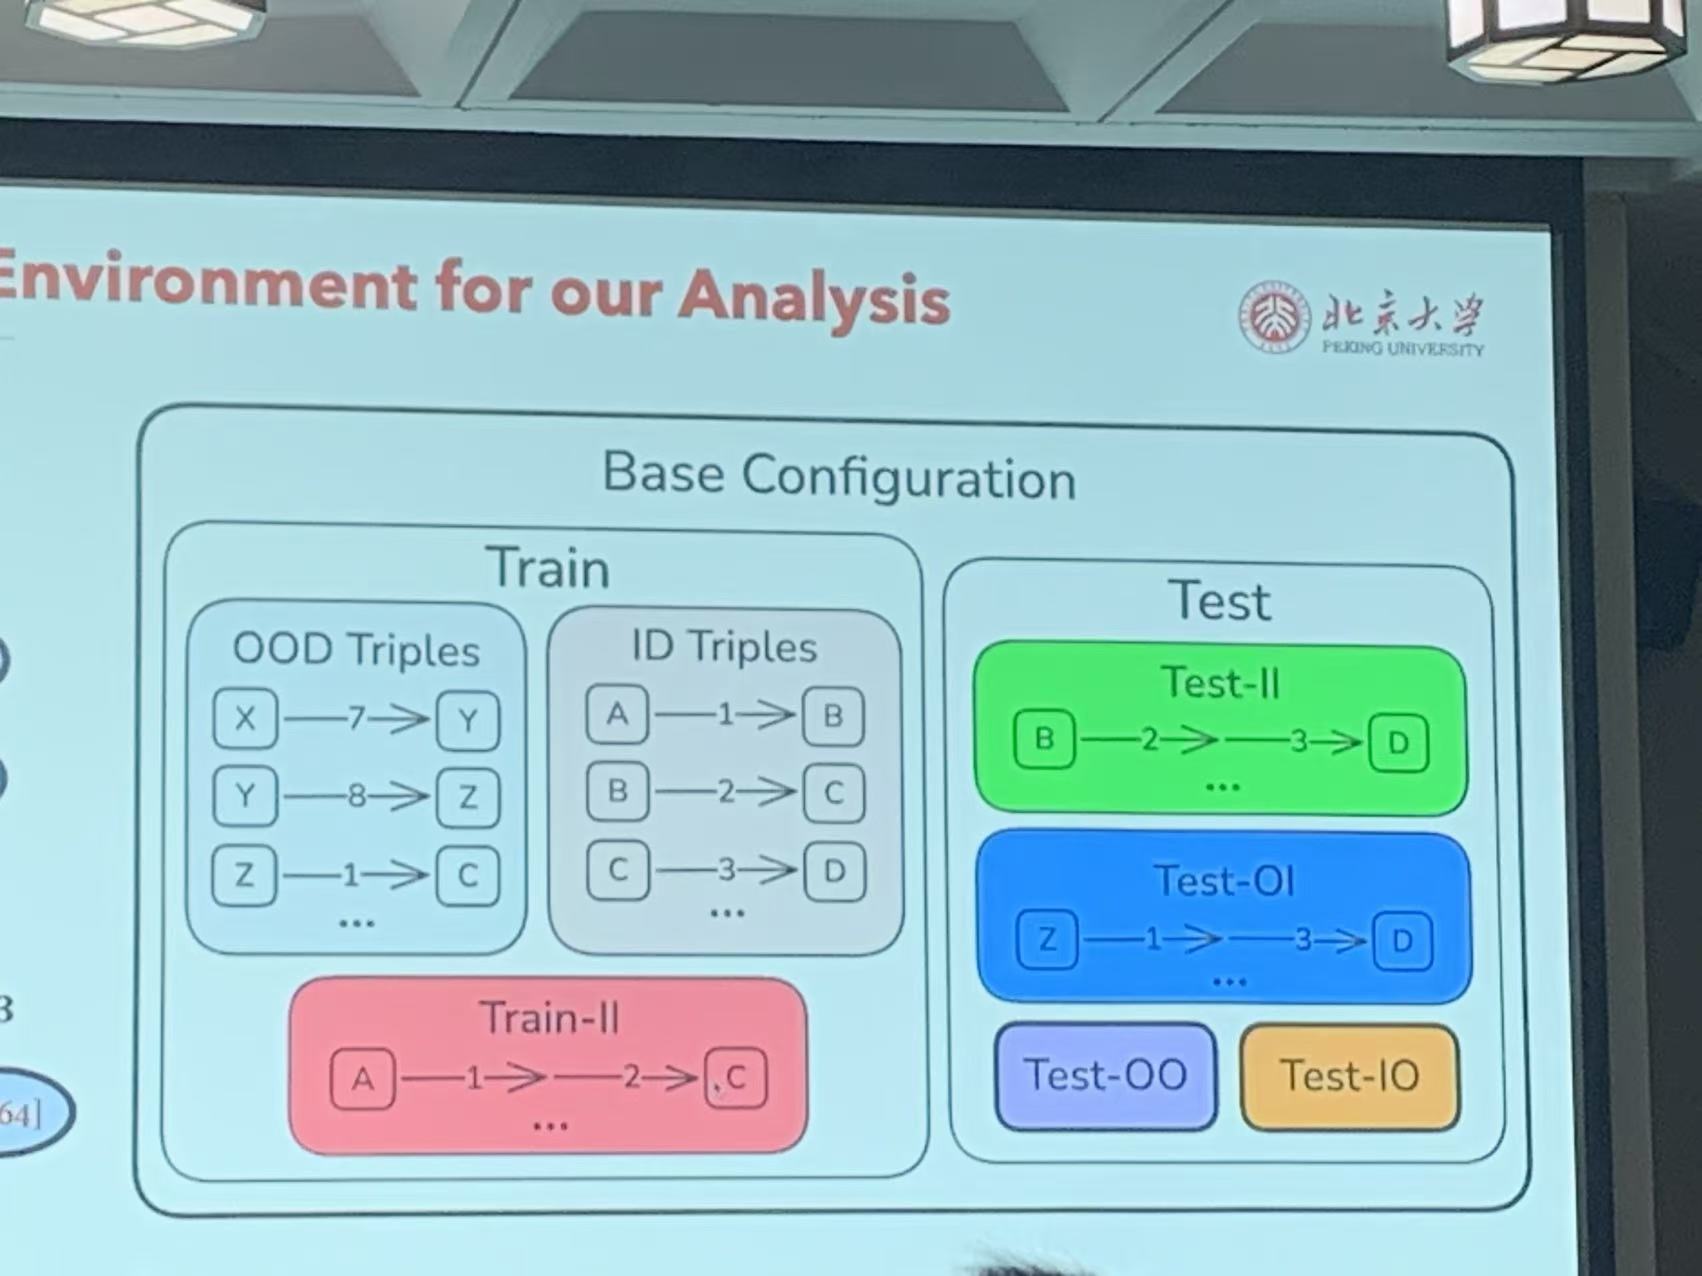 Environment for our Analysis
北京大学
PEKING UNIVERSITY
Base Configuration
Train
OOD Triples
X 7 Y
Y 8 Z
Z 1 C
...
ID Triples
A 1 B
B 2 C
C 3 D
...
Train-II
A 1 2 C
...
Test
Test-II
B 2 3 D
...
Test-OI
Z 1 3 D
...
Test-OO
Test-IO
3
64]